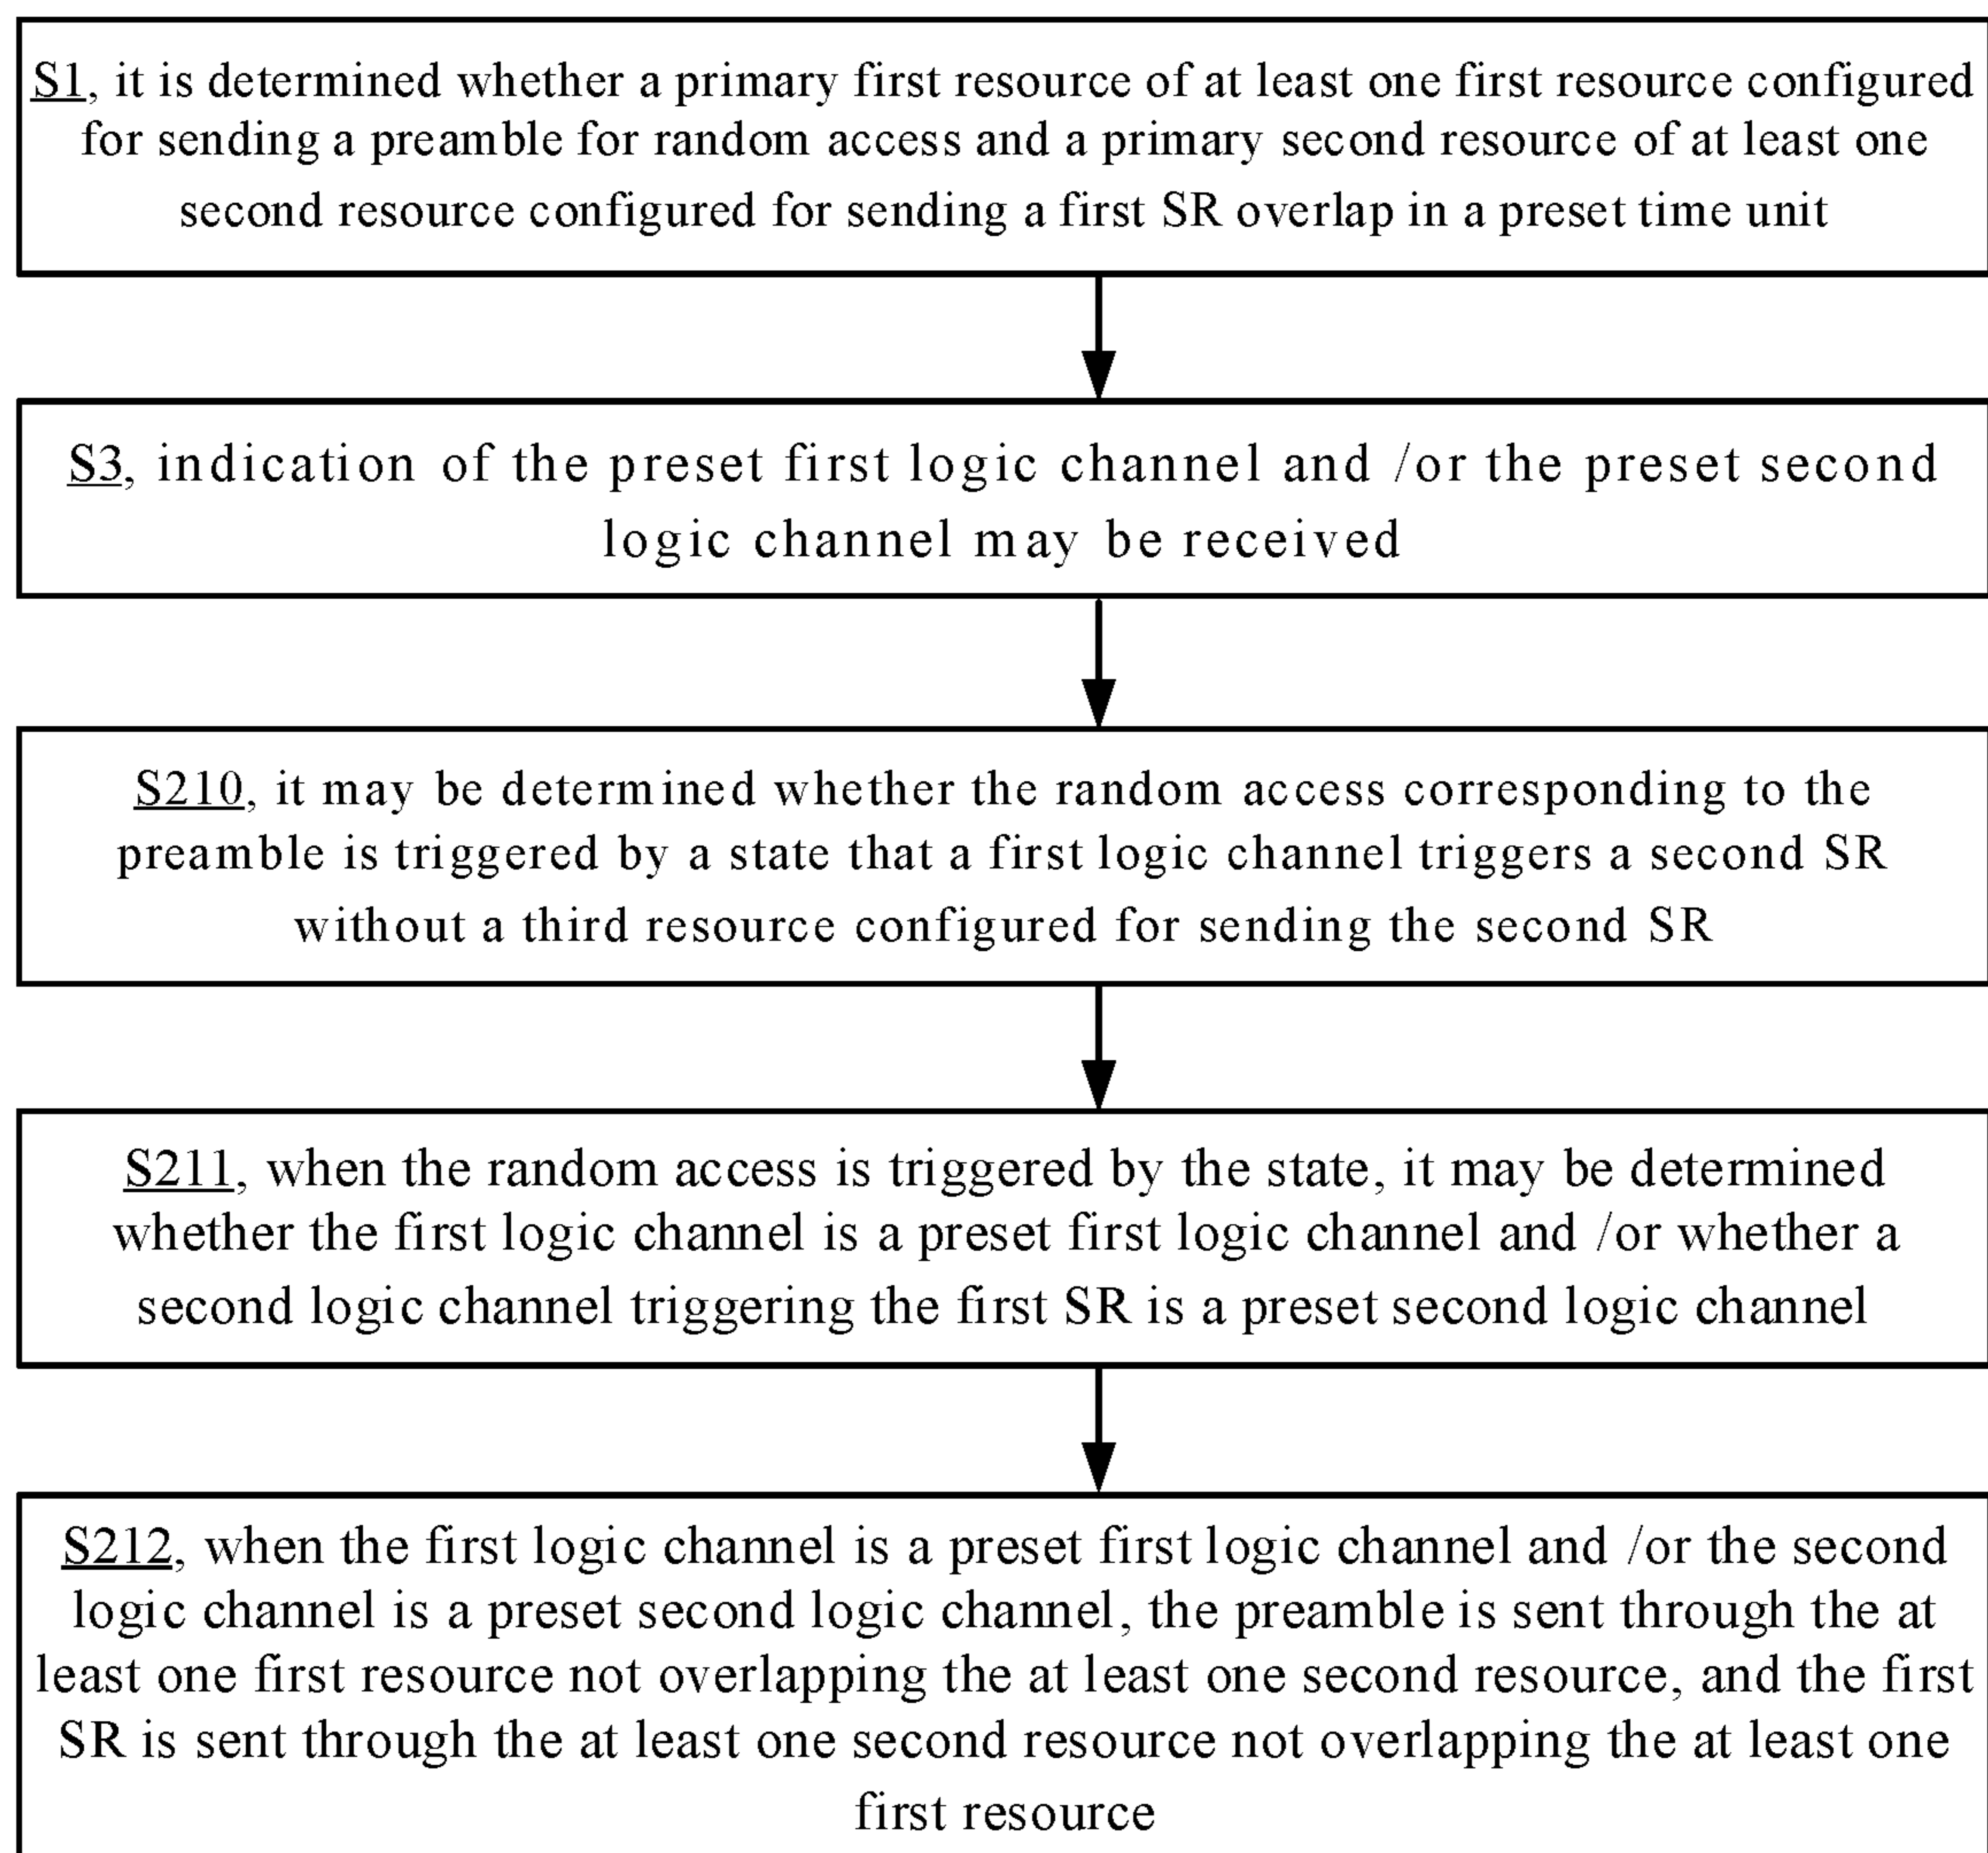 S1, it is determined whether a primary first resource of at least one first resource configured
for sending a preamble for random access and a primary second resource of at least one
second resource configured for sending a first SR overlap in a preset time unit
S3, indication of the preset first logic channel and /or the preset second
logic channel may be received
S210, it may be determined whether the random access corresponding to the
preamble is triggered by a state that a first logic channel triggers a second SR
without a third resource configured for sending the second SR
S211, when the random access is triggered by the state, it may be determined
whether the first logic channel is a preset first logic channel and /or whether a
second logic channel triggering the first SR is a preset second logic channel
S212, when the first logic channel is a preset first logic channel and /or the second
logic channel is a preset second logic channel, the preamble is sent through the at
least one first resource not overlapping the at least one second resource, and the first
SR is sent through the at least one second resource not overlapping the at least one
first resource